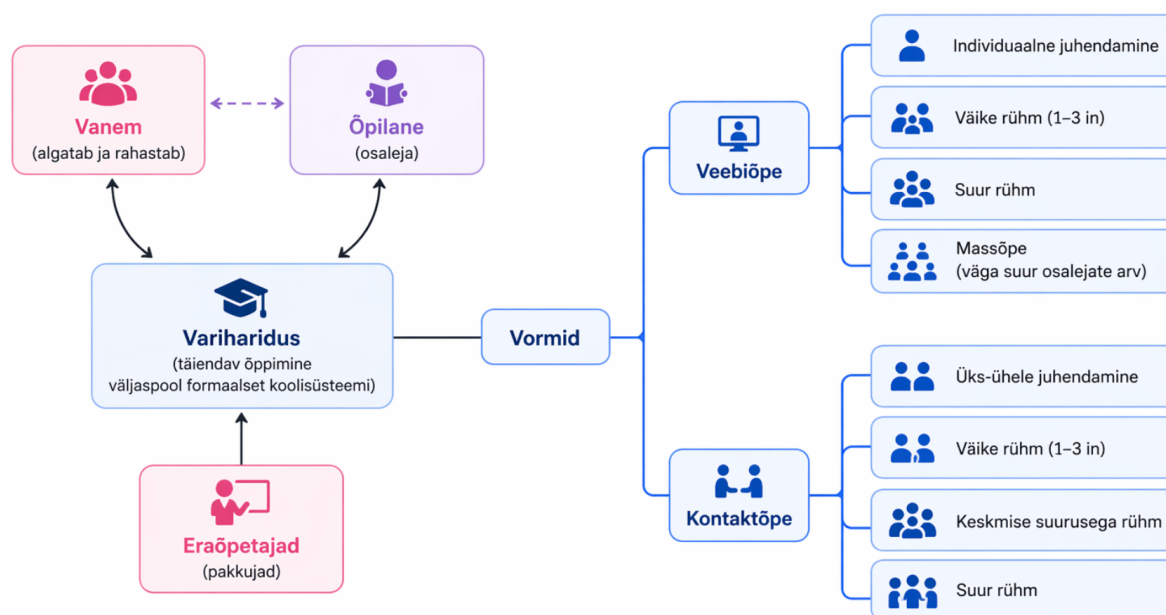 Vanem
(algatab ja rahastab)
Õpilane
(osaleja)
Variharidus
(täiendav õppimine
väljaspool formaalset koolisüsteemi)
Eraõpetajad
(pakkujad)
Vormid
Veebiõpe
Individuaalne juhendamine
Väike rühm (1–3 in)
Suur rühm
Massõpe
(väga suur osalejate arv)
Kontaktõpe
Üks-ühele juhendamine
Väike rühm (1–3 in)
Keskmise suurusega rühm
Suur rühm